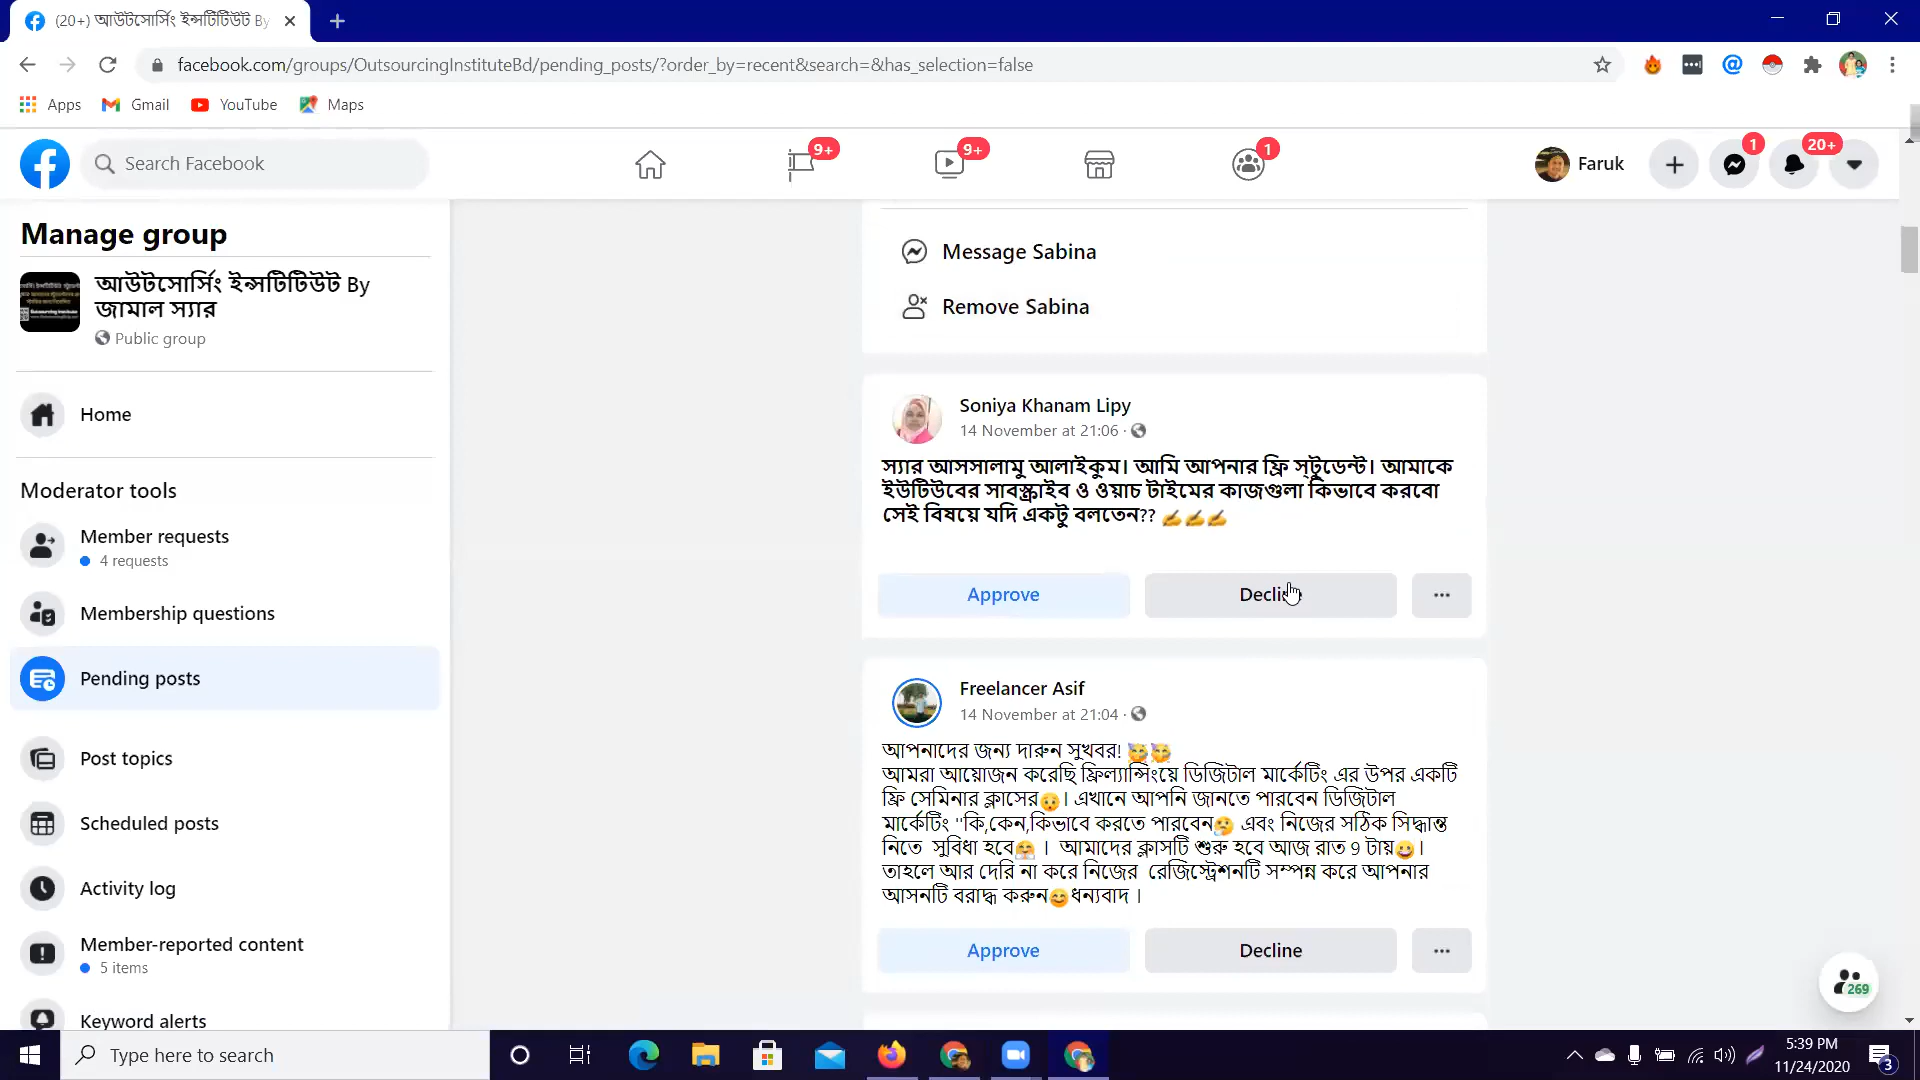 (20+) আউটসোর্সিং ইন্সটিটিউট By
facebook.com/groups/OutsourcingInstituteBd/pending_posts/?order_by=recent&search=&has_selection=false
Apps
Gmail
YouTube
Maps
Search Facebook
9+
9+
1
Faruk
1
20+
Manage group
আউটসোর্সিং ইন্সটিটিউট By
জামাল স্যার
Public group
Home
Moderator tools
Member requests
4 requests
Membership questions
Pending posts
Post topics
Scheduled posts
Activity log
Member-reported content
5 items
Keyword alerts
Message Sabina
Remove Sabina
Soniya Khanam Lipy
14 November at 21:06 ·
স্যার আসসালামু আলাইকুম। আমি আপনার ফ্রি স্টুডেন্ট। আমাকে
ইউটিউবের সাবস্ক্রাইব ও ওয়াচ টাইমের কাজগুলা কিভাবে করবো
সেই বিষয়ে যদি একটু বলতেন?? ✍✍✍
Approve
Decline
Freelancer Asif
14 November at 21:04 ·
আপনাদের জন্য দারুন সুখবর! 🥳🥳
আমরা আয়োজন করেছি ফ্রিল্যান্সিংয়ে ডিজিটাল মার্কেটিং এর উপর একটি
ফ্রি সেমিনার ক্লাসের😯। এখানে আপনি জানতে পারবেন ডিজিটাল
মার্কেটিং "কি,কেন,কিভাবে করতে পারবেন🤔 এবং নিজের সঠিক সিদ্ধান্ত
নিতে সুবিধা হবে🤗 । আমাদের ক্লাসটি শুরু হবে আজ রাত 9 টায়😀।
তাহলে আর দেরি না করে নিজের রেজিস্ট্রেশনটি সম্পন্ন করে আপনার
আসনটি বরাদ্ধ করুন😊ধন্যবাদ ।
Approve
Decline
269
Type here to search
5:39 PM
11/24/2020
3